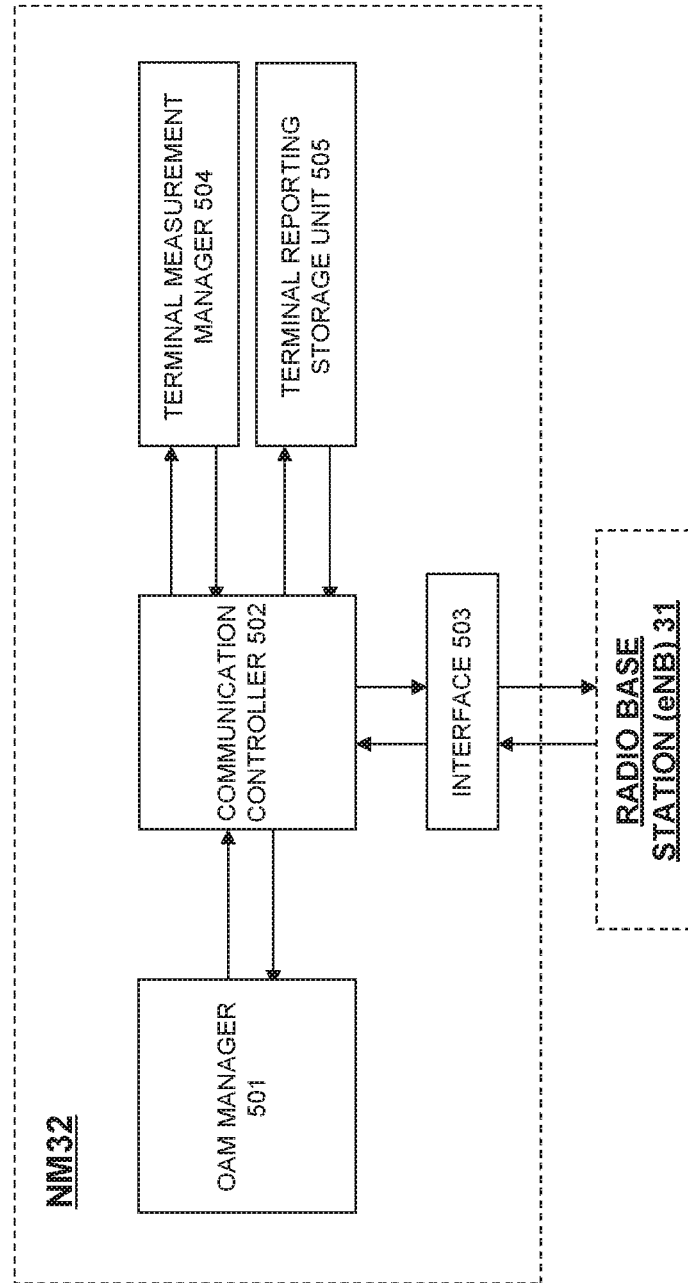 NM32
OAM MANAGER
501
COMMUNICATION
CONTROLLER 502
TERMINAL MEASUREMENT
MANAGER 504
TERMINAL REPORTING
STORAGE UNIT 505
INTERFACE 503
RADIO BASE
STATION (eNB) 31